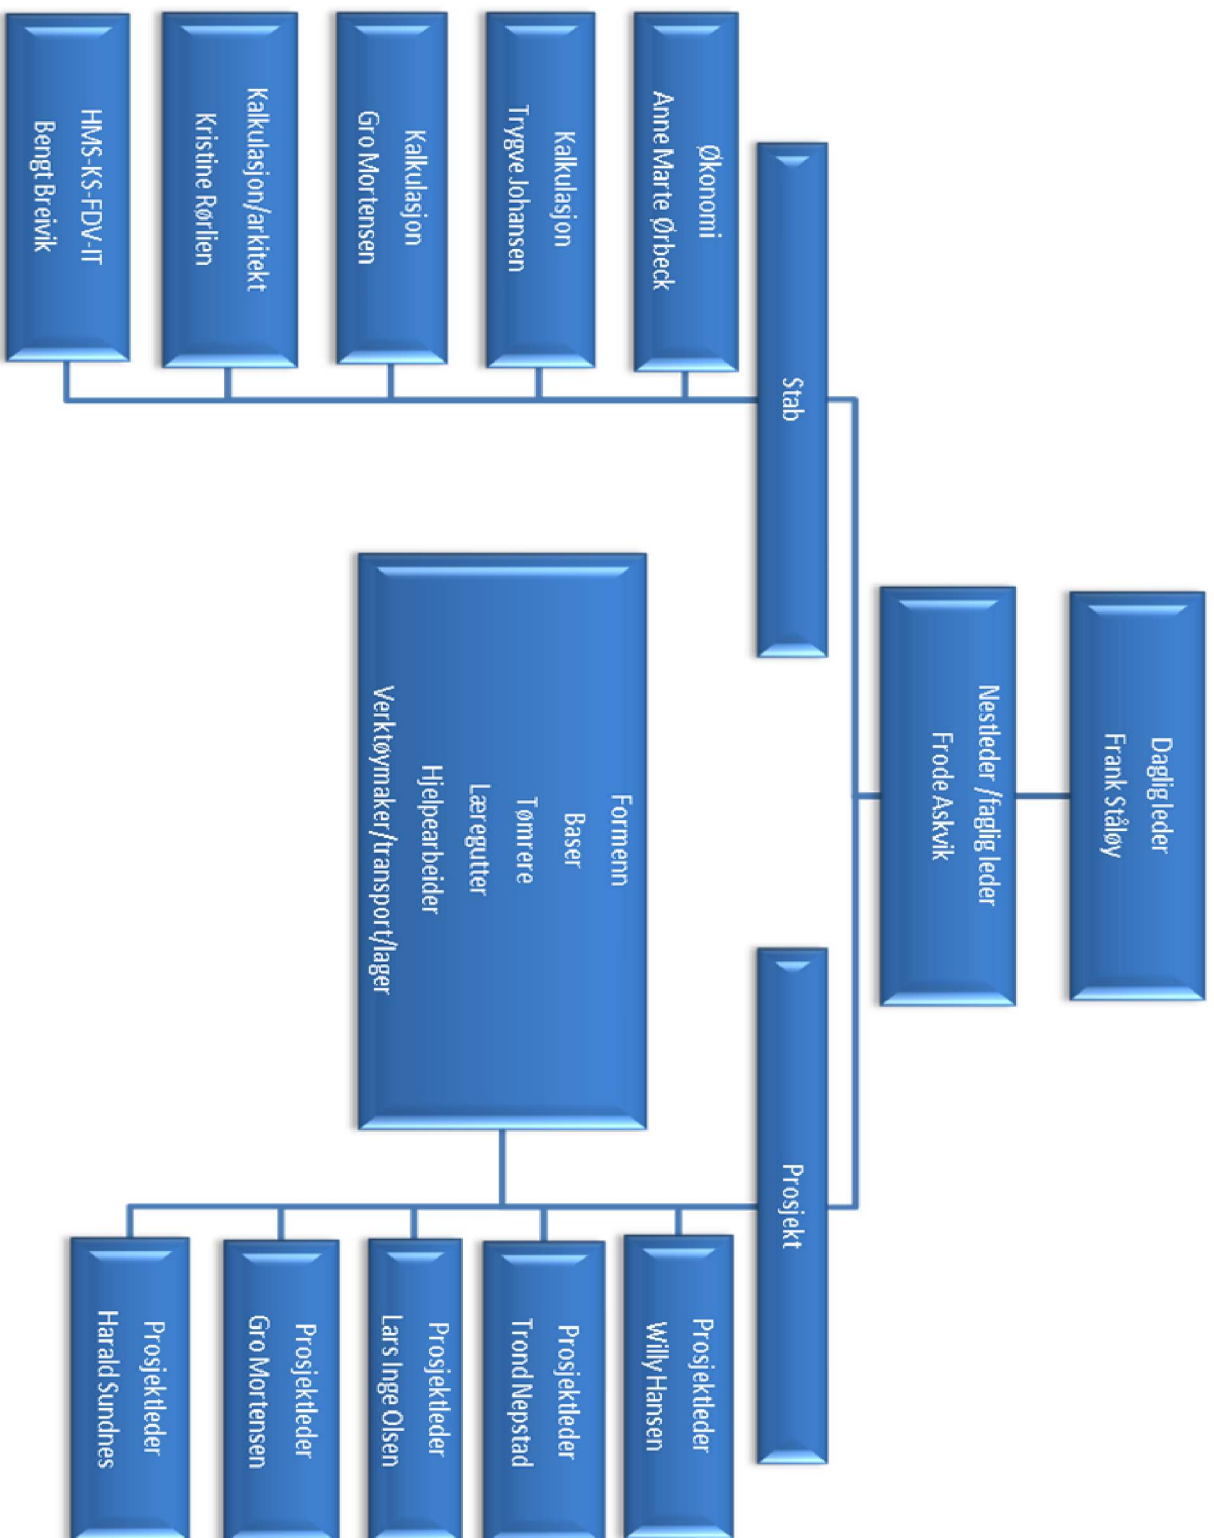 Daglig leder
Frank Ståløy
Nestleder /faglig leder
Frode Askvik
Stab
Prosjekt
Økonomi
Anne Marte Ørbeck
Kalkulasjon
Trygve Johansen
Kalkulasjon
Gro Mortensen
Kalkulasjon/arkitekt
Kristine Rørlien
HMS-KS-FDV-IT
Bengt Breivik
Formenn
Baser
Tømrere
Læregutter
Hjelpearbeider
Verktøymaker/transport/lager
Prosjektleder
Willy Hansen
Prosjektleder
Trond Nepstad
Prosjektleder
Lars Inge Olsen
Prosjektleder
Gro Mortensen
Prosjektleder
Harald Sundnes